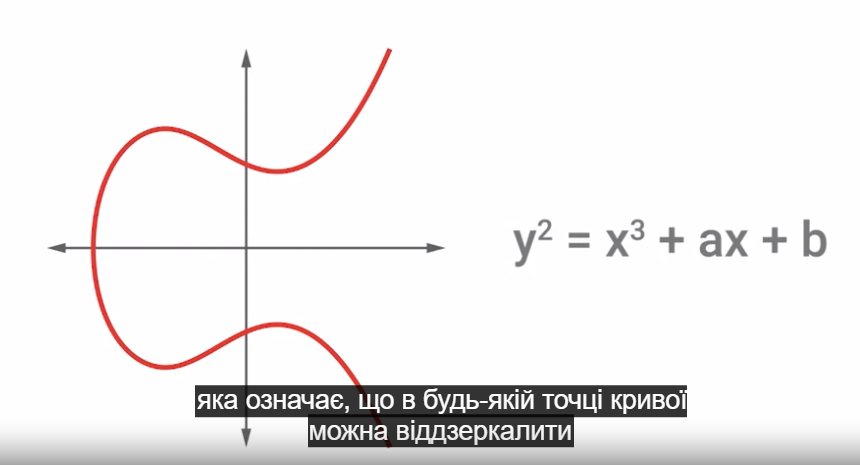 y² = x³ + ax + b
яка означає, що в будь-якій точці кривої
можна віддзеркалити